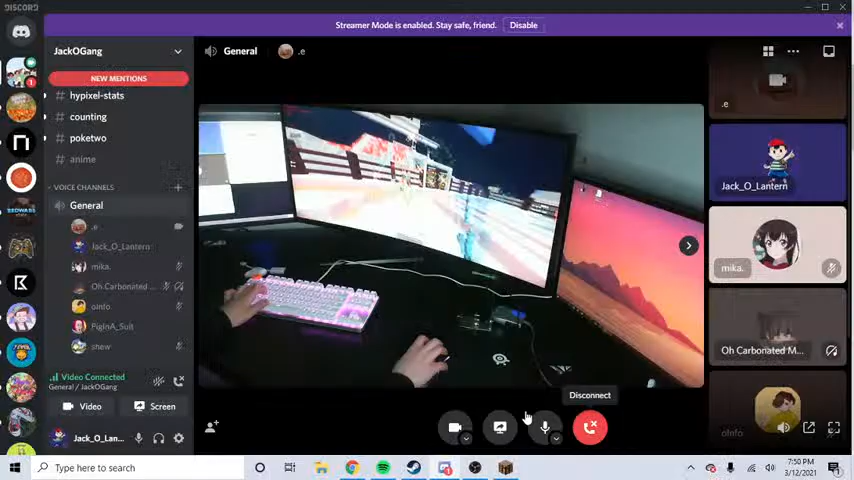 DISCORD
Streamer Mode is enabled. Stay safe, friend.
Disable
JackOGang
General
.e
NEW MENTIONS
# hypixel-stats
# counting
# poketwo
# anime
VOICE CHANNELS
General
.e
Jack_O_Lantern
mika.
Oh Carbonated ...
oinfo
PigInA_Suit
shew
Video Connected
General / JackOGang
Video
Screen
Jack_O_Lan...
.e
Jack_O_Lantern
mika.
Oh Carbonated M...
oinfo
Disconnect
Type here to search
7:50 PM
3/12/2021